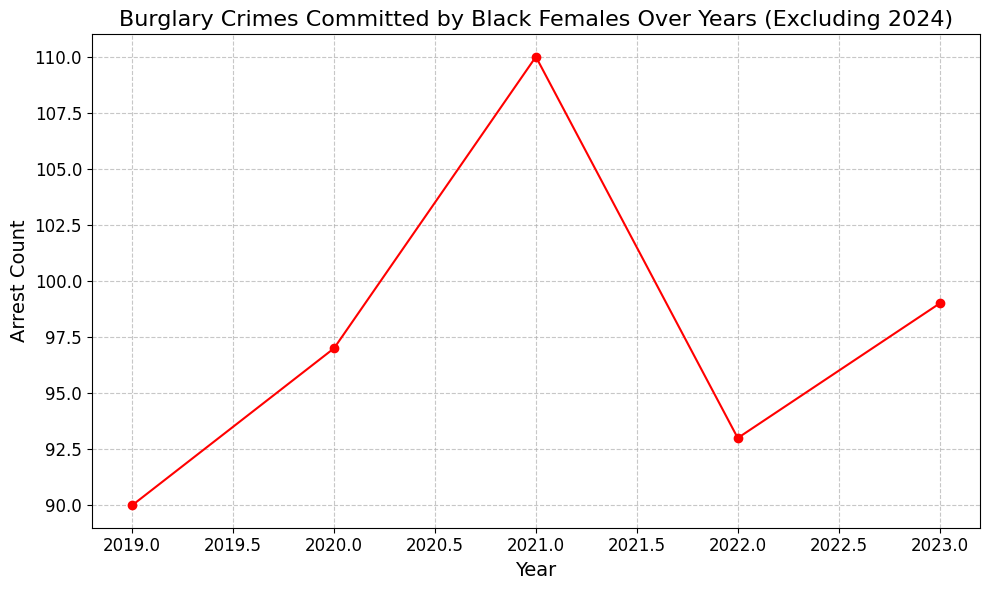 Burglary Crimes Committed by Black Females Over Years (Excluding 2024)
110.0
107.5
105.0
102.5
100.0
97.5
95.0
92.5
90.0
Arrest Count
2019.0 2019.5 2020.0 2020.5 2021.0 2021.5 2022.0 2022.5 2023.0
Year